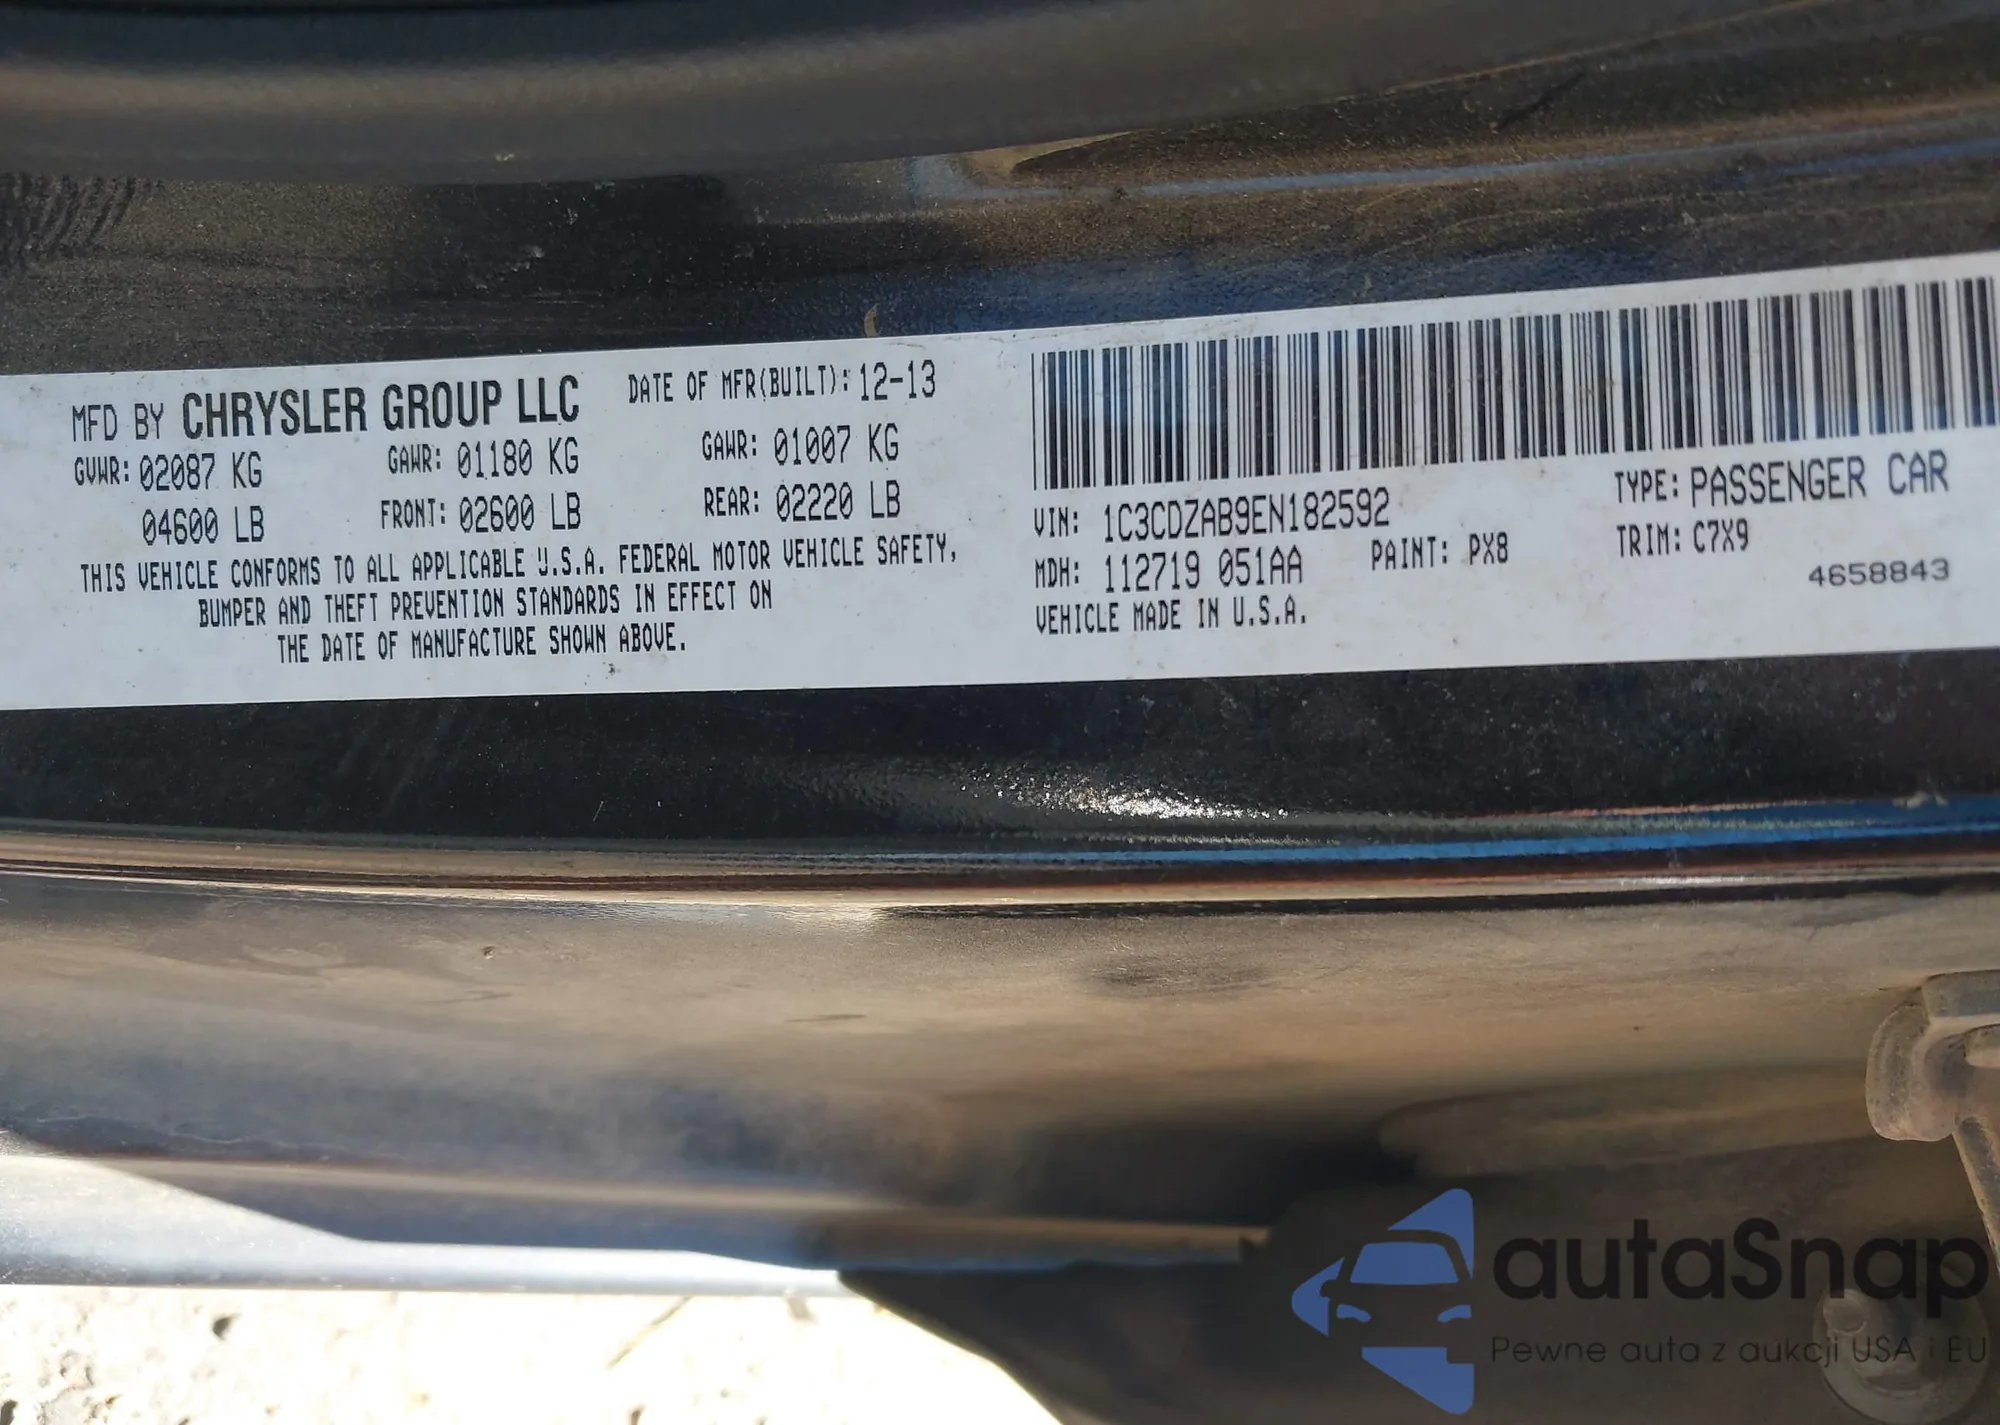 MFD BY CHRYSLER GROUP LLC DATE OF MFR(BUILT): 12-13
GVWR: 02087 KG GAWR: 01180 KG GAWR: 01007 KG
04600 LB FRONT: 02600 LB REAR: 02220 LB
THIS VEHICLE CONFORMS TO ALL APPLICABLE U.S.A. FEDERAL MOTOR VEHICLE SAFETY,
BUMPER AND THEFT PREVENTION STANDARDS IN EFFECT ON
THE DATE OF MANUFACTURE SHOWN ABOVE.
VIN: 1C3CDZAB9EN182592 TYPE: PASSENGER CAR
MDH: 112719 051AA PAINT: PX8 TRIM: C7X9
VEHICLE MADE IN U.S.A. 4658843
autaSnap
Pewne auta z aukcji USA i EU